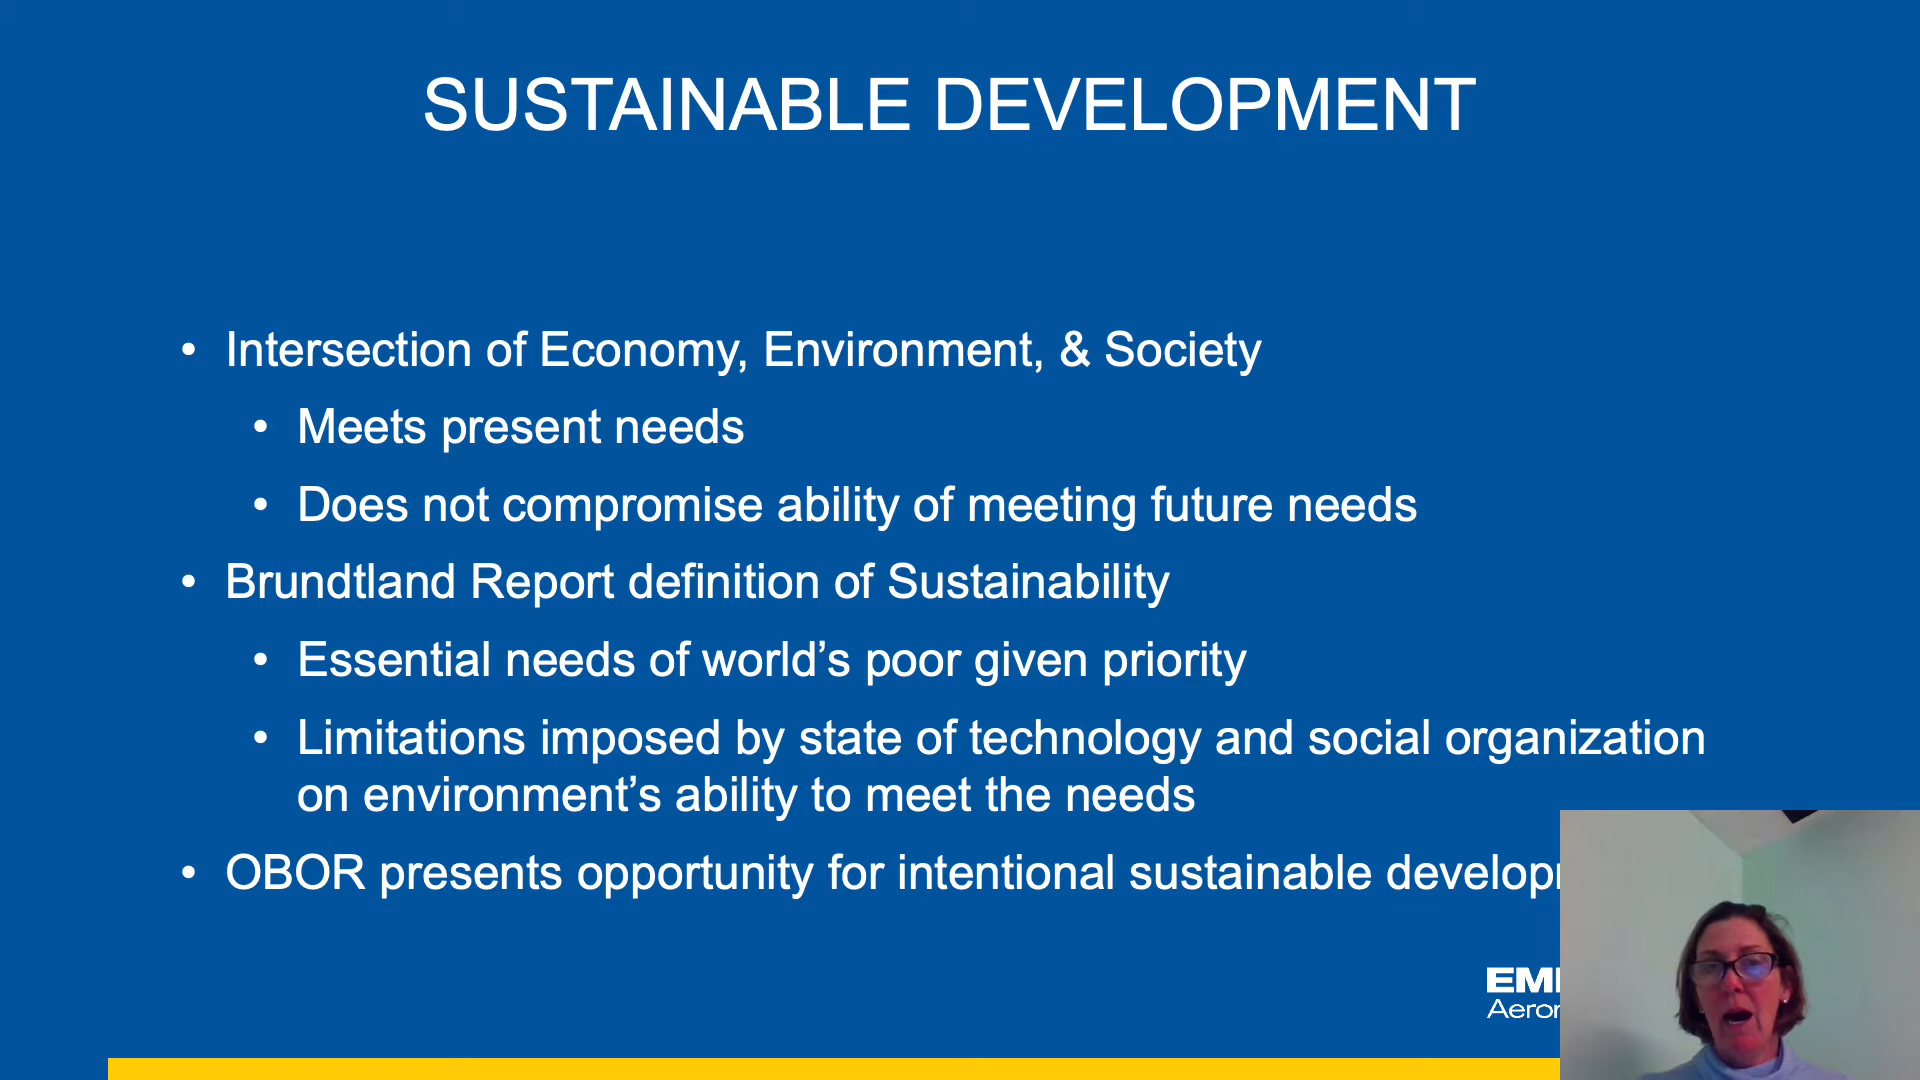 SUSTAINABLE DEVELOPMENT
• Intersection of Economy, Environment, & Society
• Meets present needs
• Does not compromise ability of meeting future needs
• Brundtland Report definition of Sustainability
• Essential needs of world’s poor given priority
• Limitations imposed by state of technology and social organization
on environment’s ability to meet the needs
• OBOR presents opportunity for intentional sustainable